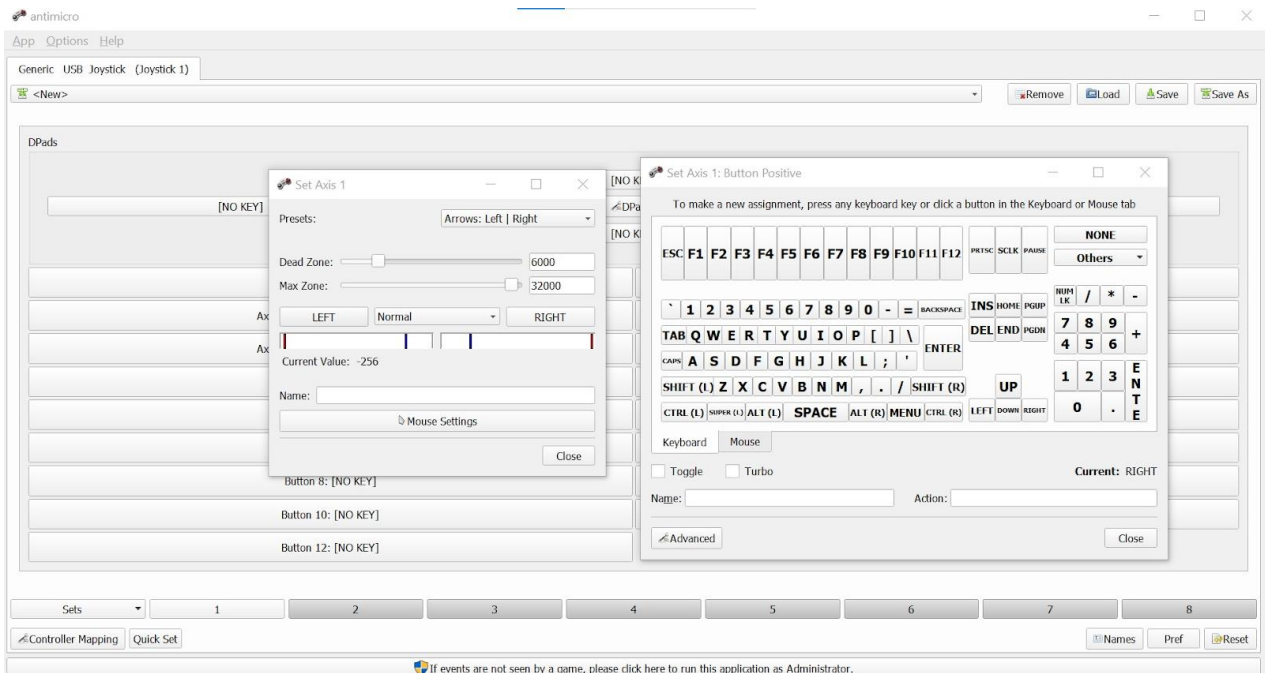 antimicro
App Options Help
Generic USB Joystick (Joystick 1)
<New>
Remove Load Save Save As
DPads
[NO KEY]
[NO K
DPa
[NO K
Ax
Ax
Button 8: [NO KEY]
Button 10: [NO KEY]
Button 12: [NO KEY]
Set Axis 1
Presets: Arrows: Left | Right
Dead Zone: 6000
Max Zone: 32000
LEFT Normal RIGHT
Current Value: -256
Name:
Mouse Settings
Close
Set Axis 1: Button Positive
To make a new assignment, press any keyboard key or click a button in the Keyboard or Mouse tab
NONE
ESC F1 F2 F3 F4 F5 F6 F7 F8 F9 F10 F11 F12 PRTSC SCLK PAUSE
Others
` 1 2 3 4 5 6 7 8 9 0 - = BACKSPACE INS HOME PGUP NUM LK / * -
TAB Q W E R T Y U I O P [ ] \ DEL END PGDN 7 8 9 +
CAPS A S D F G H J K L ; ' ENTER 4 5 6
SHIFT (L) Z X C V B N M , . / SHIFT (R) UP 1 2 3 ENTE
CTRL (L) SUPER (L) ALT (L) SPACE ALT (R) MENU CTRL (R) LEFT DOWN RIGHT 0 .
Keyboard Mouse
Toggle Turbo Current: RIGHT
Name: Action:
Advanced Close
Sets 1 2 3 4 5 6 7 8
Controller Mapping Quick Set Names Pref Reset
If events are not seen by a game, please click here to run this application as Administrator.